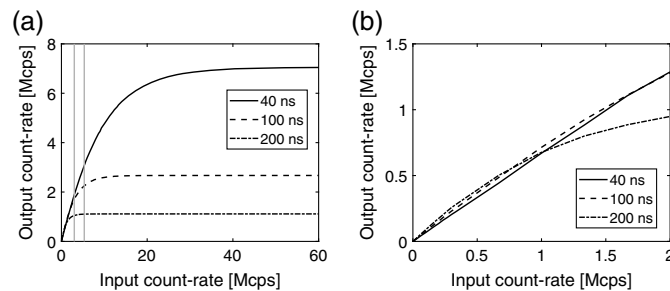 (a)
Output count-rate [Mcps]
8
6
4
2
0
40 ns
100 ns
200 ns
0 20 40 60
Input count-rate [Mcps]
(b)
Output count-rate [Mcps]
1.5
1
0.5
0
40 ns
100 ns
200 ns
0 0.5 1 1.5 2
Input count-rate [Mcps]